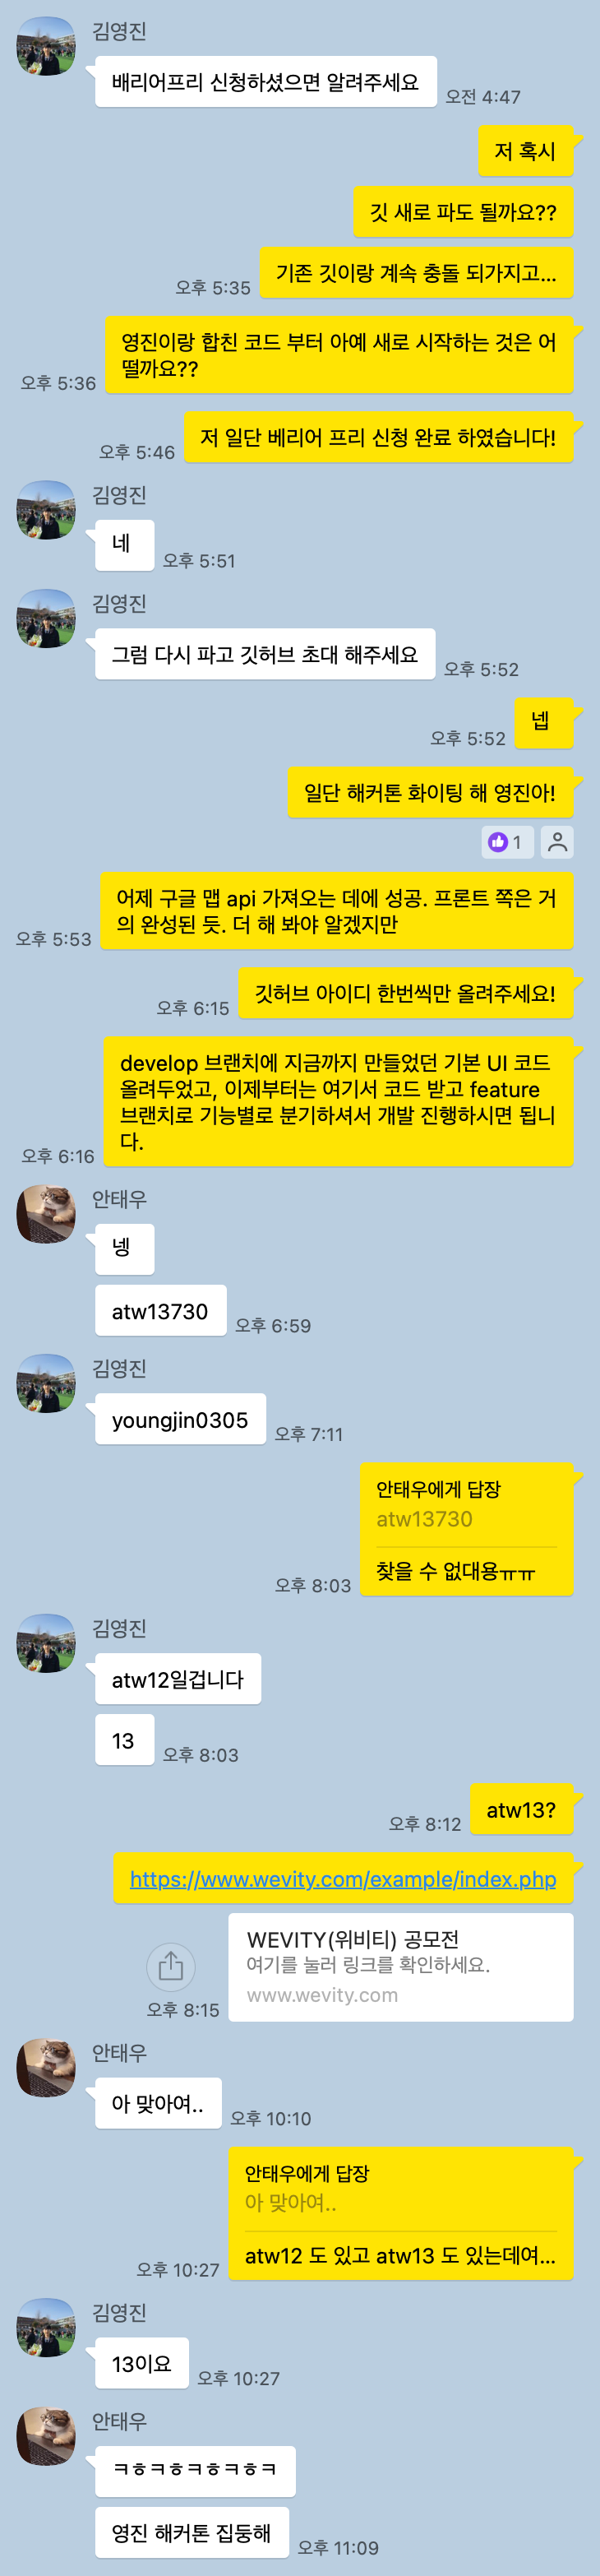 김영진
배리어프리 신청하셨으면 알려주세요
오전 4:47
저 혹시
깃 새로 파도 될까요??
기존 깃이랑 계속 충돌 되가지고...
오후 5:35
영진이랑 합친 코드 부터 아예 새로 시작하는 것은 어
떨까요??
오후 5:36
저 일단 베리어 프리 신청 완료 하였습니다!
오후 5:46
김영진
네
오후 5:51
김영진
그럼 다시 파고 깃허브 초대 해주세요
오후 5:52
넵
오후 5:52
일단 해커톤 화이팅 해 영진아!
1
어제 구글 맵 api 가져오는 데에 성공. 프론트 쪽은 거
의 완성된 듯. 더 해 봐야 알겠지만
오후 5:53
깃허브 아이디 한번씩만 올려주세요!
오후 6:15
develop 브랜치에 지금까지 만들었던 기본 UI 코드
올려두었고, 이제부터는 여기서 코드 받고 feature
브랜치로 기능별로 분기하셔서 개발 진행하시면 됩니
다.
오후 6:16
안태우
넹
atw13730
오후 6:59
김영진
youngjin0305
오후 7:11
안태우에게 답장
atw13730
찾을 수 없대용ㅠㅠ
오후 8:03
김영진
atw12일겁니다
13
오후 8:03
atw13?
오후 8:12
https://www.wevity.com/example/index.php
WEVITY(위비티) 공모전
여기를 눌러 링크를 확인하세요.
www.wevity.com
오후 8:15
안태우
아 맞아여..
오후 10:10
안태우에게 답장
아 맞아여..
atw12 도 있고 atw13 도 있는데여...
오후 10:27
김영진
13이요
오후 10:27
안태우
ㅋㅎㅋㅎㅋㅎㅋㅎㅋ
영진 해커톤 집둥해
오후 11:09